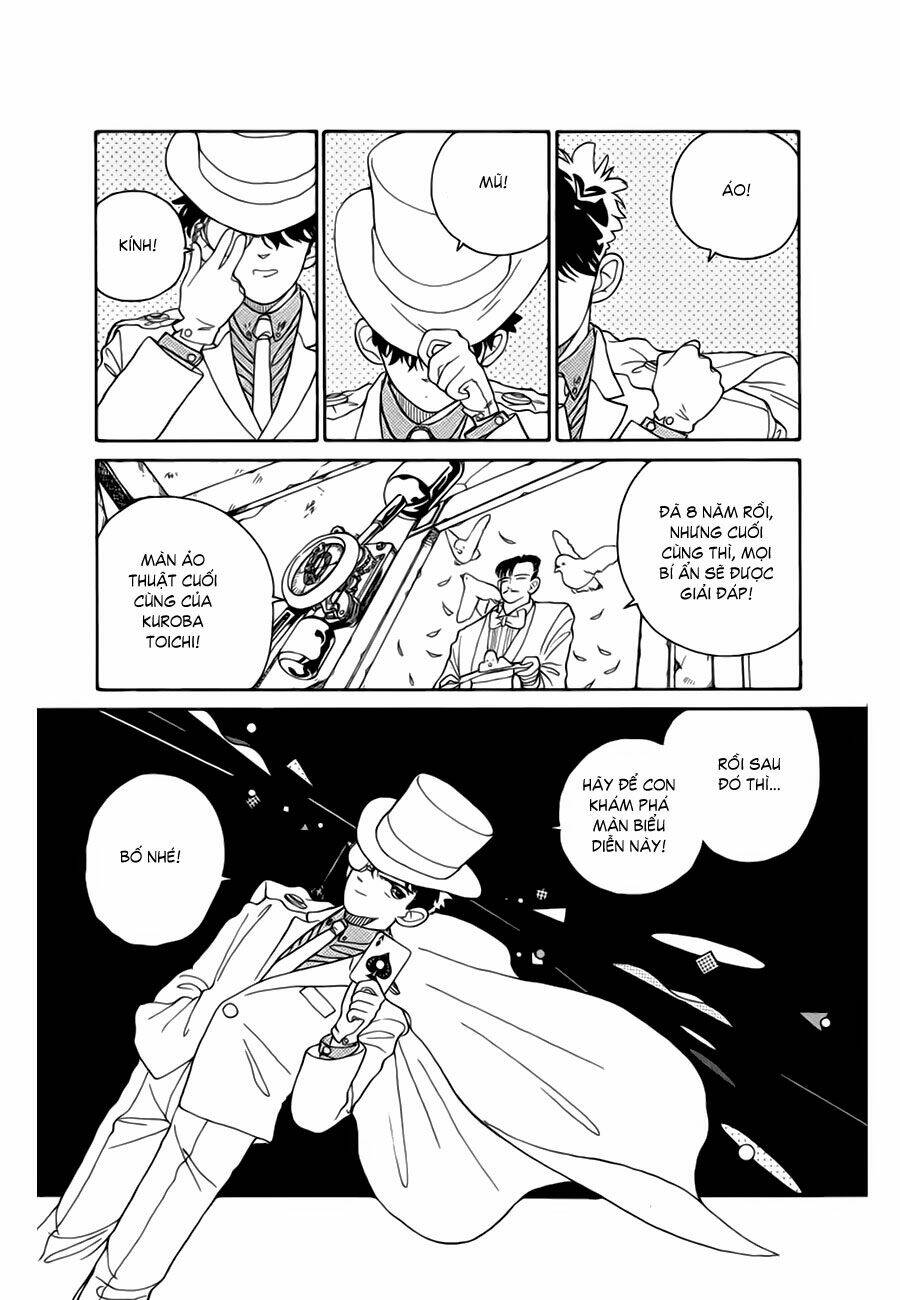 ÁO!
MŨ!
KÍNH!
ĐÃ 8 NĂM RỒI,
NHƯNG CUỐI
CÙNG THÌ, MỌI
BÍ ẨN SẼ ĐƯỢC
GIẢI ĐÁP!
MÀN ẢO
THUẬT CUỐI
CÙNG CỦA
KUROBA
TOICHI!
RỒI SAU
ĐÓ THÌ...
HÃY ĐỂ CON
KHÁM PHÁ
MÀN BIỂU
DIỄN NÀY!
BỐ NHÉ!